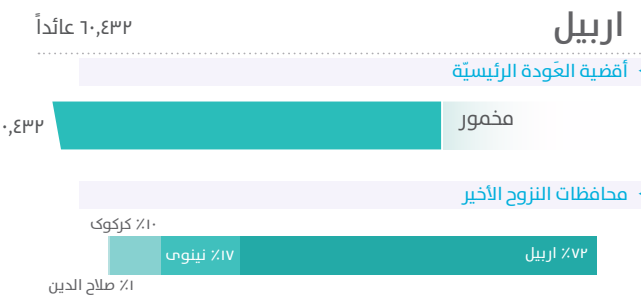 اربيل
٦٠,٤٣٢ عائداً
أقضية العَودة الرئيسيّة
مخمور
٠,٤٣٢
محافظات النزوح الأخير
١٠٪ كركوك
٧٢٪ اربيل
١٧٪ نينوى
١٪ صلاح الدين